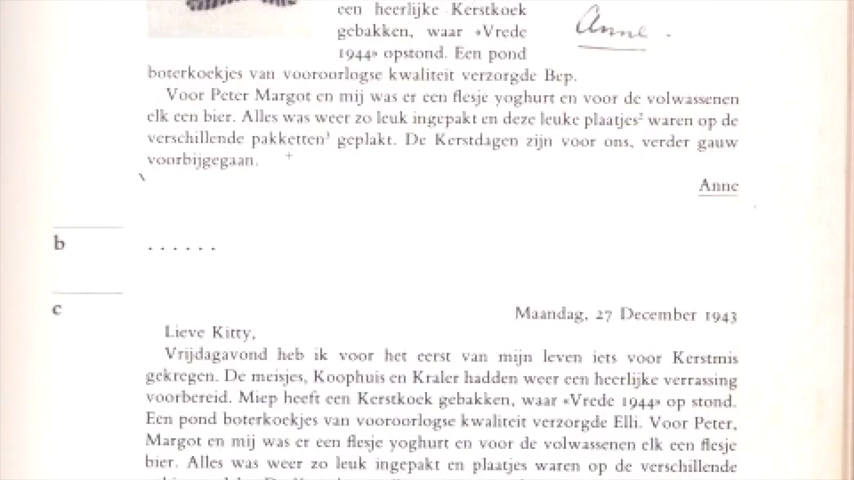 een heerlijke Kerstkoek
gebakken, waar «Vrede
1944» opstond. Een pond
Anne.
boterkoekjes van vooroorlogse kwaliteit verzorgde Bep.
Voor Peter Margot en mij was er een flesje yoghurt en voor de volwassenen
elk een bier. Alles was weer zo leuk ingepakt en deze leuke plaatjes² waren op de
verschillende pakketten³ geplakt. De Kerstdagen zijn voor ons, verder gauw
voorbijgegaan. +
Anne
b ......
c
Maandag, 27 December 1943
Lieve Kitty,
Vrijdagavond heb ik voor het eerst van mijn leven iets voor Kerstmis
gekregen. De meisjes, Koophuis en Kraler hadden weer een heerlijke verrassing
voorbereid. Miep heeft een Kerstkoek gebakken, waar «Vrede 1944» op stond.
Een pond boterkoekjes van vooroorlogse kwaliteit verzorgde Elli. Voor Peter,
Margot en mij was er een flesje yoghurt en voor de volwassenen elk een flesje
bier. Alles was weer zo leuk ingepakt en plaatjes waren op de verschillende